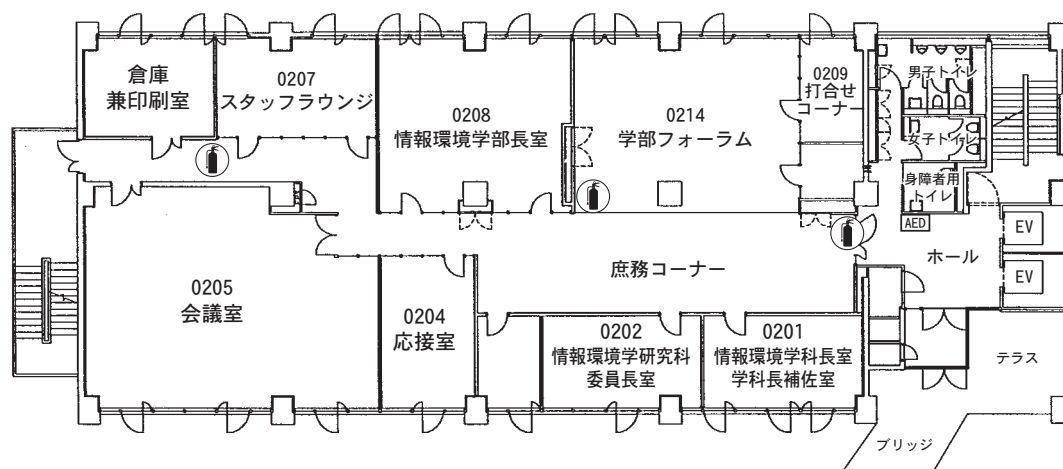 倉庫
兼印刷室
0207
スタッフラウンジ
0208
情報環境学部長室
0214
学部フォーラム
0209
打合せ
コーナー
男子トイレ
女子トイレ
身障者用
トイレ
AED
EV
EV
ホール
庶務コーナー
0205
会議室
0204
応接室
0202
情報環境学研究科
委員長室
0201
情報環境学科長室
学科長補佐室
テラス
ブリッジ